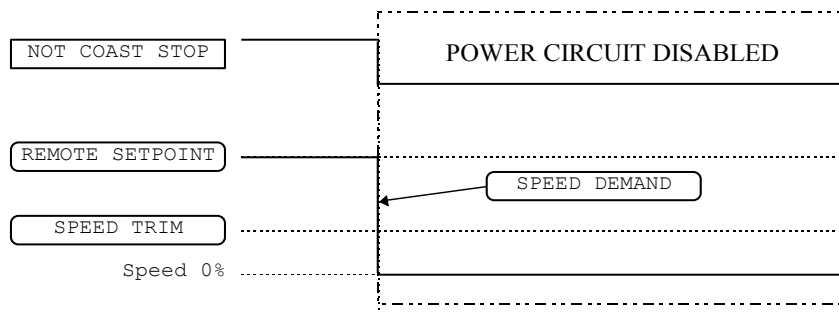 NOT COAST STOP
POWER CIRCUIT DISABLED
REMOTE SETPOINT
SPEED DEMAND
SPEED TRIM
Speed 0%